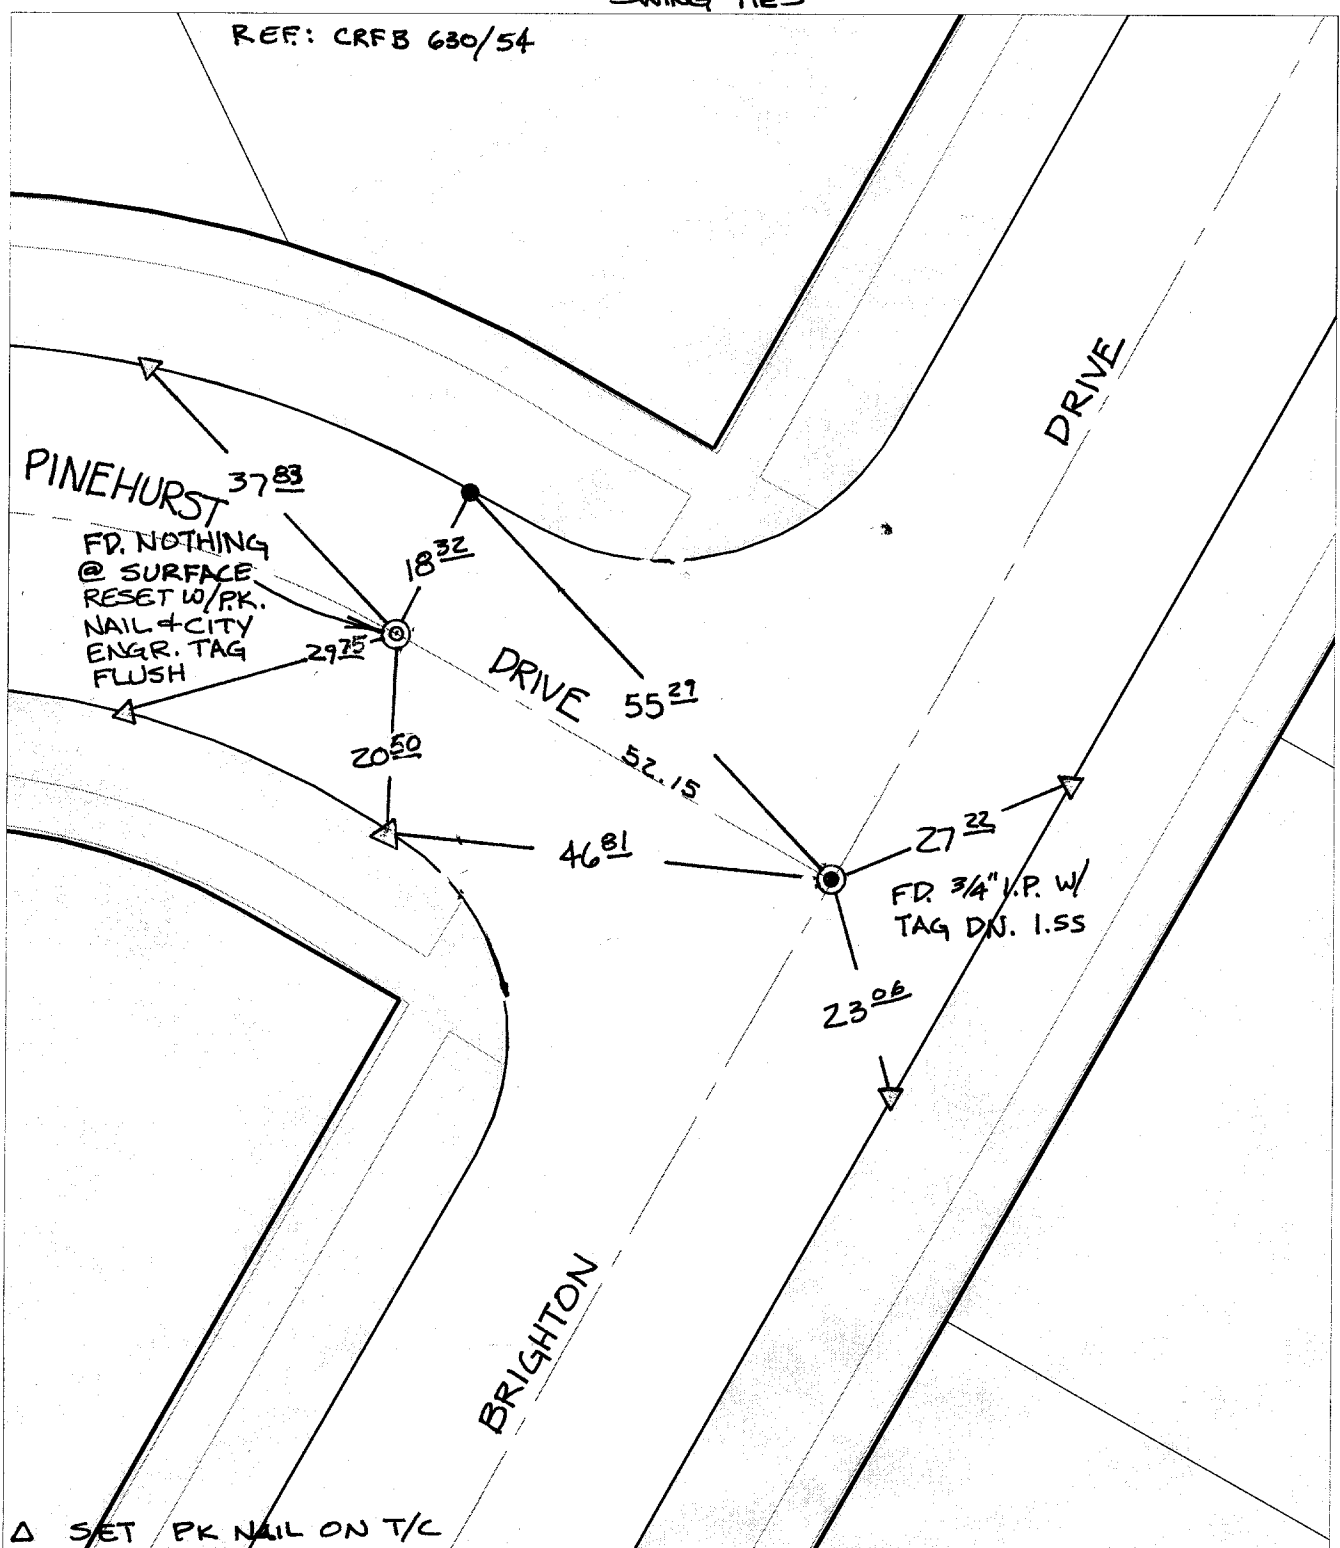 SWING TIES
REF.: CRFB 630/54
DRIVE
PINEHURST
37 83
FD. NOTHING
@ SURFACE
RESET W/P.K.
NAIL & CITY
ENGR. TAG
FLUSH
18 32
29 75
DRIVE
55 29
52.15
20 50
46 81
27 22
FD. 3/4" I.P. W/
TAG DN. 1.55
23 06
BRIGHTON
Δ SET PK NAIL ON T/C